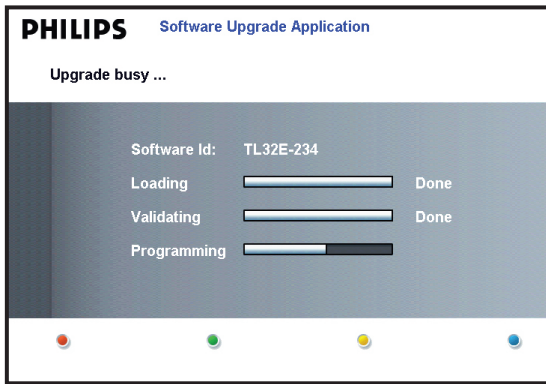 PHILIPS Software Upgrade Application
Upgrade busy ...
Software Id: TL32E-234
Loading Done
Validating Done
Programming